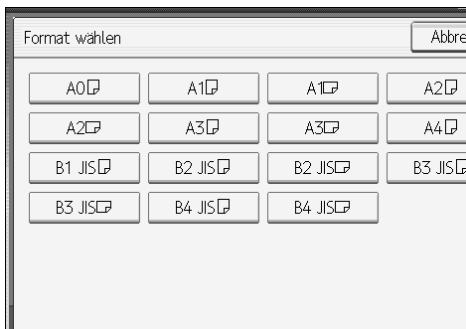 Format wählen Abbre
A0 A1 A1 A2
A2 A3 A3 A4
B1 JIS B2 JIS B2 JIS B3 JIS
B3 JIS B4 JIS B4 JIS